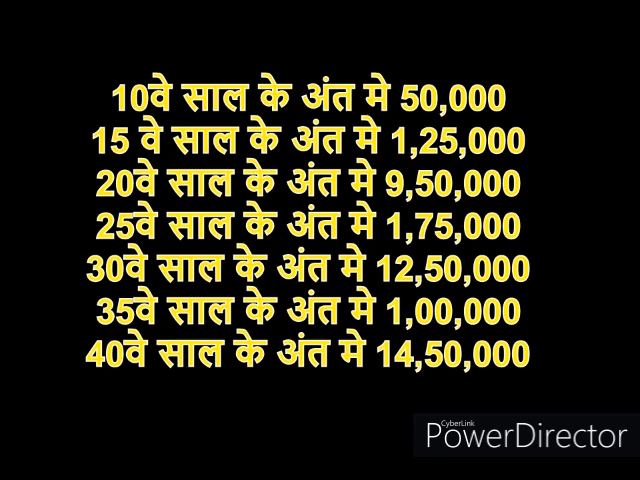 10वे साल के अंत मे 50,000
15 वे साल के अंत मे 1,25,000
20वे साल के अंत मे 9,50,000
25वे साल के अंत मे 1,75,000
30वे साल के अंत मे 12,50,000
35वे साल के अंत मे 1,00,000
40वे साल के अंत मे 14,50,000
CyberLink
PowerDirector